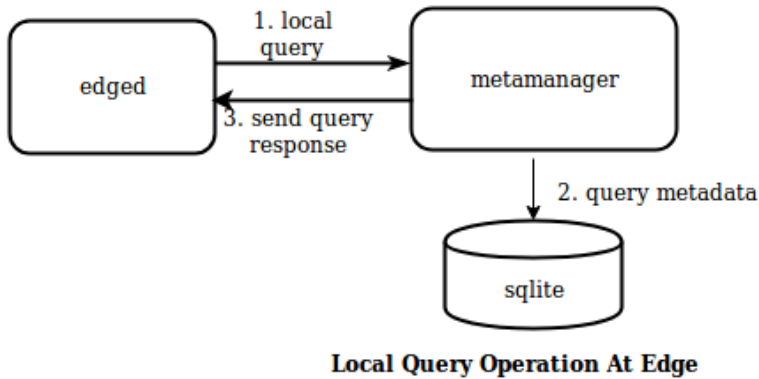 1. local
query
edged
metamanager
3. send query
response
2. query metadata
sqlite
Local Query Operation At Edge